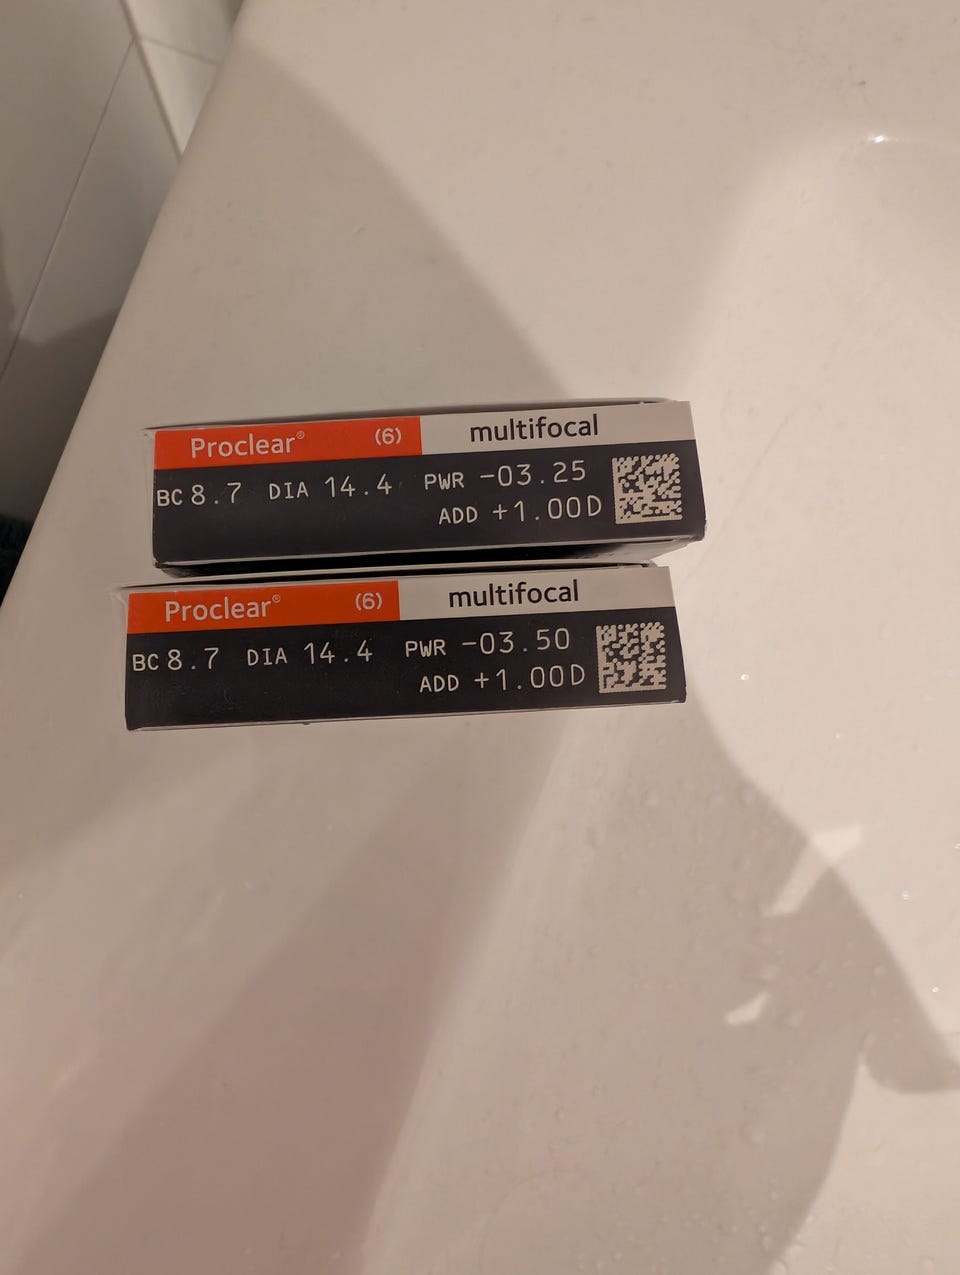 Proclear® (6) multifocal
BC 8.7 DIA 14.4 PWR -03.25
ADD +1.00D
Proclear® (6) multifocal
BC 8.7 DIA 14.4 PWR -03.50
ADD +1.00D